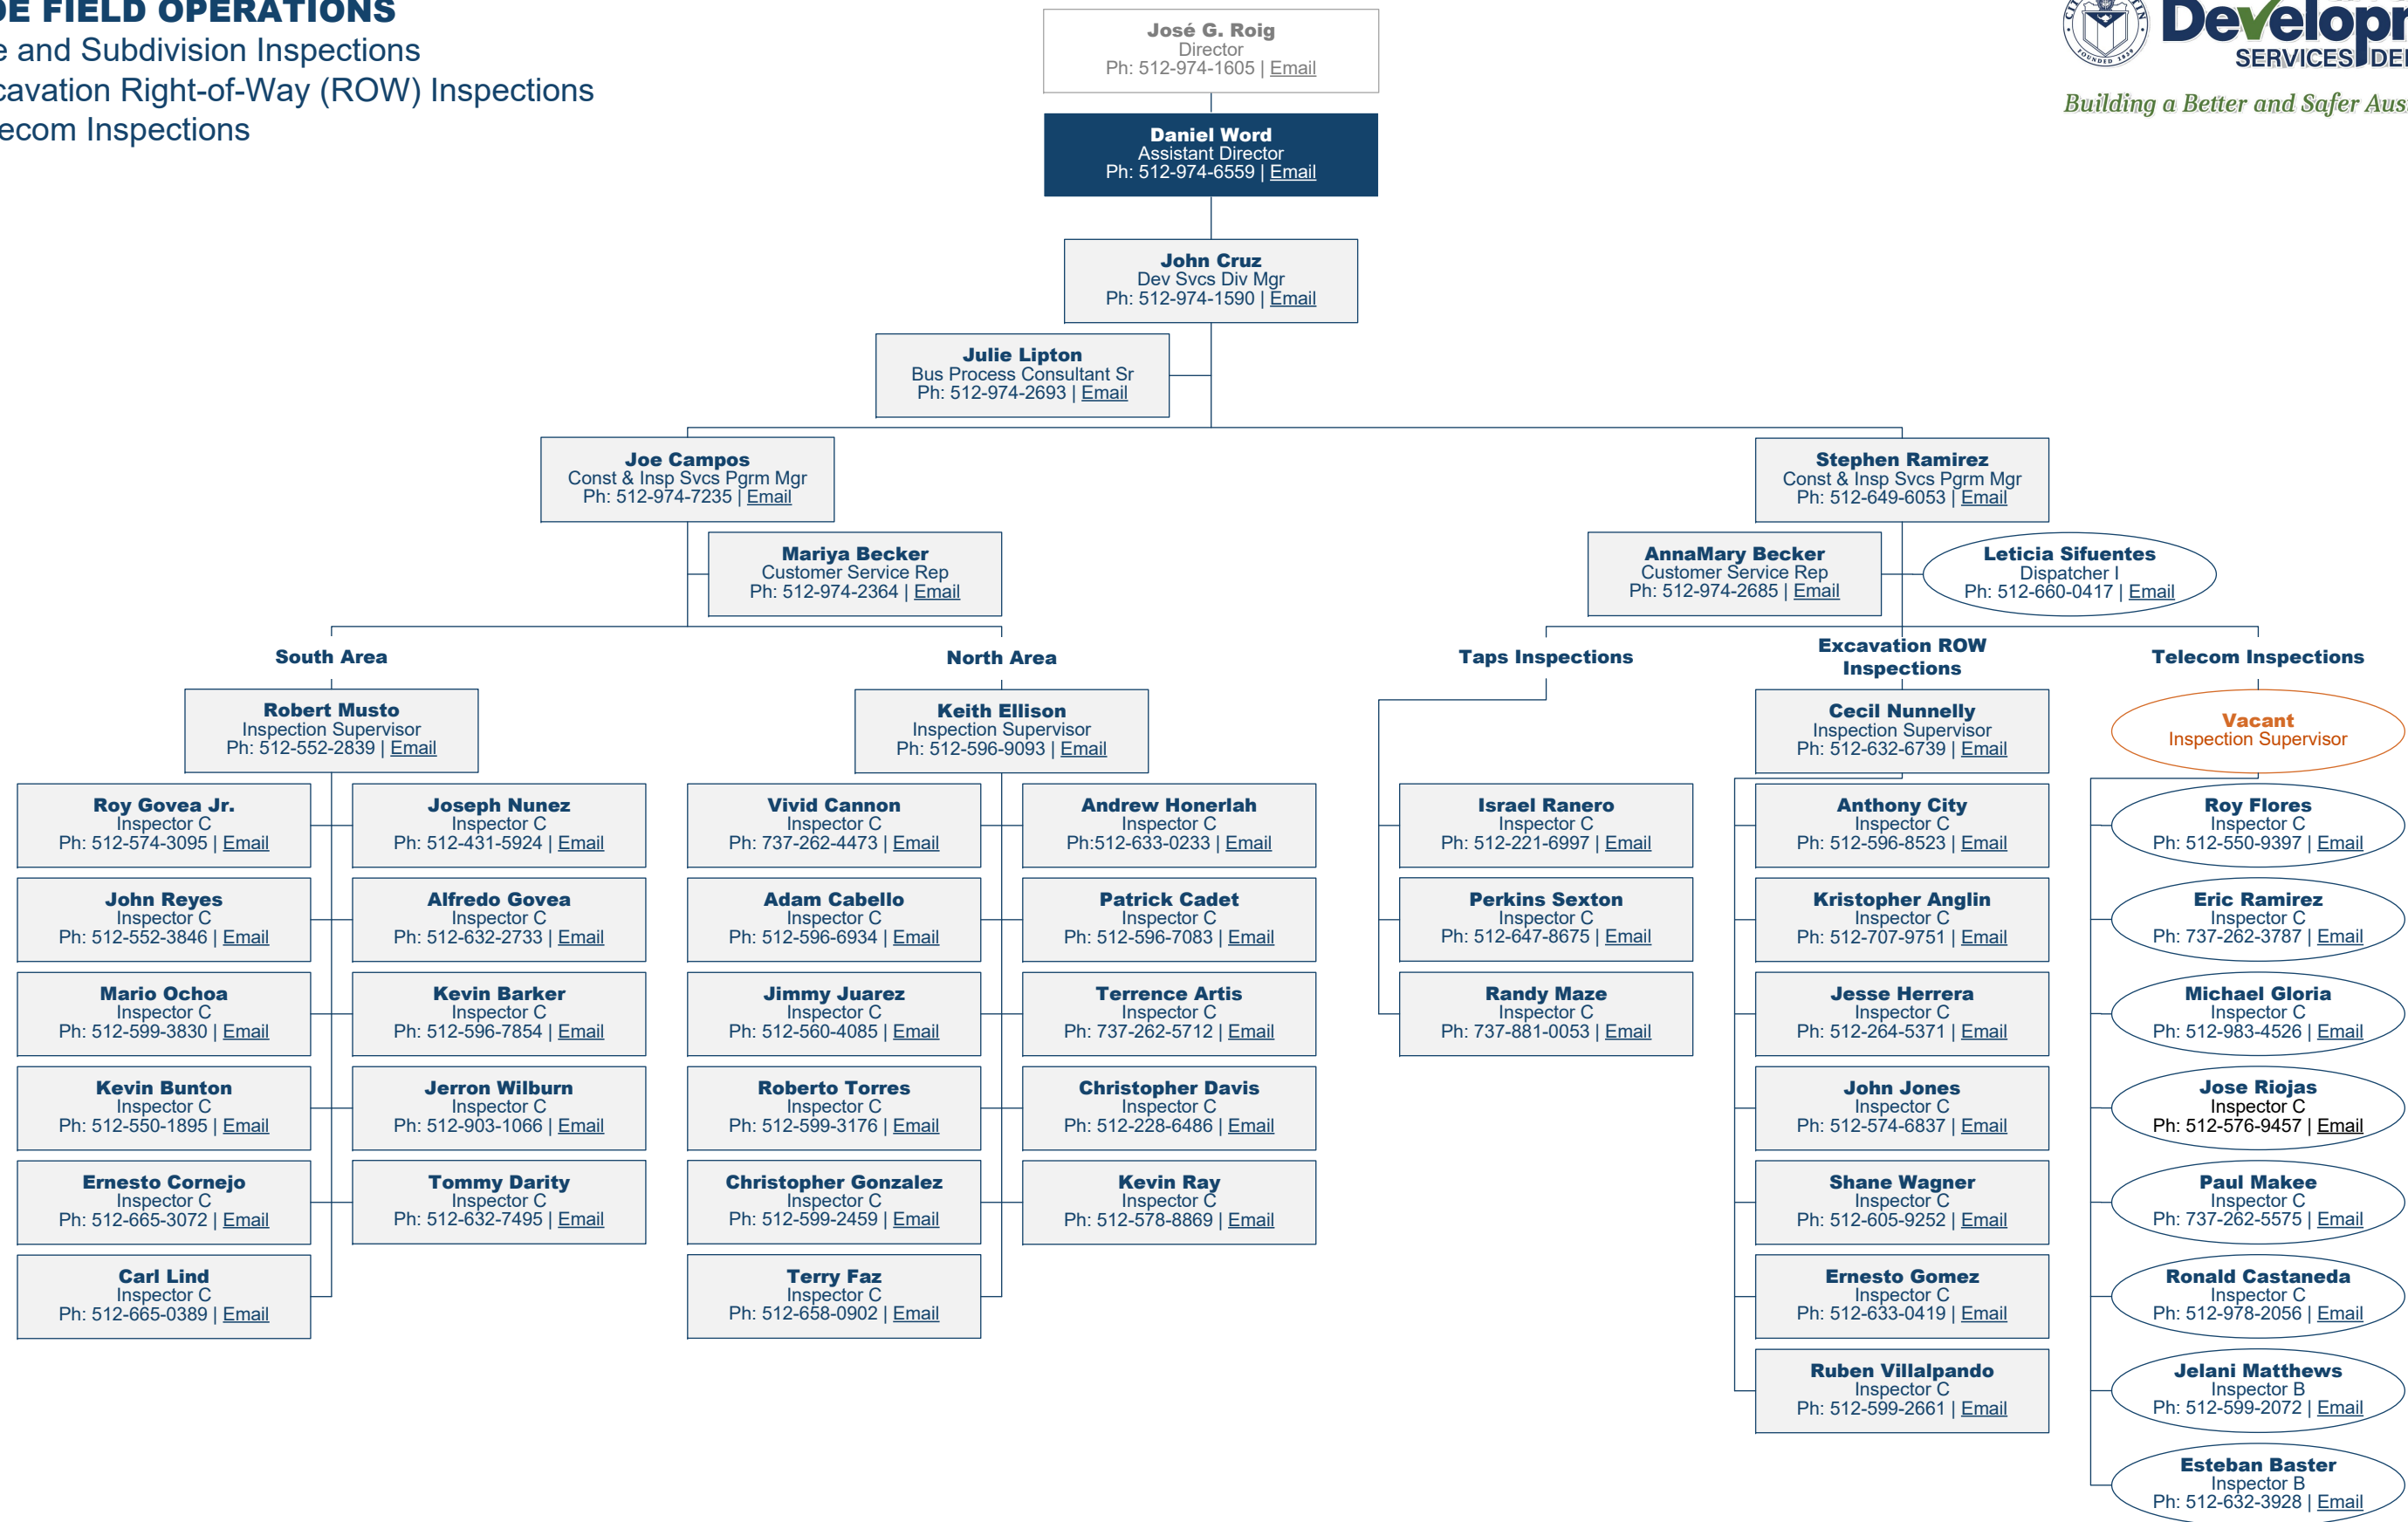 DE FIELD OPERATIONS
e and Subdivision Inspections
cavation Right-of-Way (ROW) Inspections
ecom Inspections
FOUNDED 1839
Develop
SERVICES DE
Building a Better and Safer Aus
José G. Roig
Director
Ph: 512-974-1605 | Email
Daniel Word
Assistant Director
Ph: 512-974-6559 | Email
John Cruz
Dev Svcs Div Mgr
Ph: 512-974-1590 | Email
Julie Lipton
Bus Process Consultant Sr
Ph: 512-974-2693 | Email
Joe Campos
Const & Insp Svcs Pgrm Mgr
Ph: 512-974-7235 | Email
Stephen Ramirez
Const & Insp Svcs Pgrm Mgr
Ph: 512-649-6053 | Email
Mariya Becker
Customer Service Rep
Ph: 512-974-2364 | Email
AnnaMary Becker
Customer Service Rep
Ph: 512-974-2685 | Email
Leticia Sifuentes
Dispatcher I
Ph: 512-660-0417 | Email
South Area
Robert Musto
Inspection Supervisor
Ph: 512-552-2839 | Email
Roy Govea Jr.
Inspector C
Ph: 512-574-3095 | Email
Joseph Nunez
Inspector C
Ph: 512-431-5924 | Email
John Reyes
Inspector C
Ph: 512-552-3846 | Email
Alfredo Govea
Inspector C
Ph: 512-632-2733 | Email
Mario Ochoa
Inspector C
Ph: 512-599-3830 | Email
Kevin Barker
Inspector C
Ph: 512-596-7854 | Email
Kevin Bunton
Inspector C
Ph: 512-550-1895 | Email
Jerron Wilburn
Inspector C
Ph: 512-903-1066 | Email
Ernesto Cornejo
Inspector C
Ph: 512-665-3072 | Email
Tommy Darity
Inspector C
Ph: 512-632-7495 | Email
Carl Lind
Inspector C
Ph: 512-665-0389 | Email
North Area
Keith Ellison
Inspection Supervisor
Ph: 512-596-9093 | Email
Vivid Cannon
Inspector C
Ph: 737-262-4473 | Email
Andrew Honerlah
Inspector C
Ph:512-633-0233 | Email
Adam Cabello
Inspector C
Ph: 512-596-6934 | Email
Patrick Cadet
Inspector C
Ph: 512-596-7083 | Email
Jimmy Juarez
Inspector C
Ph: 512-560-4085 | Email
Terrence Artis
Inspector C
Ph: 737-262-5712 | Email
Roberto Torres
Inspector C
Ph: 512-599-3176 | Email
Christopher Davis
Inspector C
Ph: 512-228-6486 | Email
Christopher Gonzalez
Inspector C
Ph: 512-599-2459 | Email
Kevin Ray
Inspector C
Ph: 512-578-8869 | Email
Terry Faz
Inspector C
Ph: 512-658-0902 | Email
Taps Inspections
Israel Ranero
Inspector C
Ph: 512-221-6997 | Email
Perkins Sexton
Inspector C
Ph: 512-647-8675 | Email
Randy Maze
Inspector C
Ph: 737-881-0053 | Email
Excavation ROW
Inspections
Cecil Nunnelly
Inspection Supervisor
Ph: 512-632-6739 | Email
Anthony City
Inspector C
Ph: 512-596-8523 | Email
Kristopher Anglin
Inspector C
Ph: 512-707-9751 | Email
Jesse Herrera
Inspector C
Ph: 512-264-5371 | Email
John Jones
Inspector C
Ph: 512-574-6837 | Email
Shane Wagner
Inspector C
Ph: 512-605-9252 | Email
Ernesto Gomez
Inspector C
Ph: 512-633-0419 | Email
Ruben Villalpando
Inspector C
Ph: 512-599-2661 | Email
Telecom Inspections
Vacant
Inspection Supervisor
Roy Flores
Inspector C
Ph: 512-550-9397 | Email
Eric Ramirez
Inspector C
Ph: 737-262-3787 | Email
Michael Gloria
Inspector C
Ph: 512-983-4526 | Email
Jose Riojas
Inspector C
Ph: 512-576-9457 | Email
Paul Makee
Inspector C
Ph: 737-262-5575 | Email
Ronald Castaneda
Inspector C
Ph: 512-978-2056 | Email
Jelani Matthews
Inspector B
Ph: 512-599-2072 | Email
Esteban Baster
Inspector B
Ph: 512-632-3928 | Email